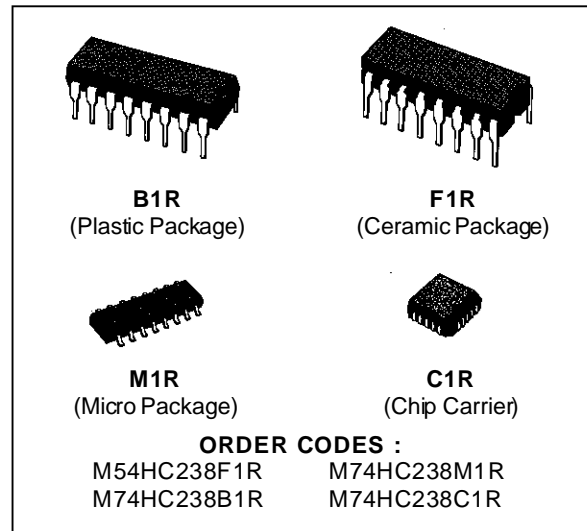 B1R
(Plastic Package)
F1R
(Ceramic Package)
M1R
(Micro Package)
C1R
(Chip Carrier)
ORDER CODES :
M54HC238F1R M74HC238M1R
M74HC238B1R M74HC238C1R